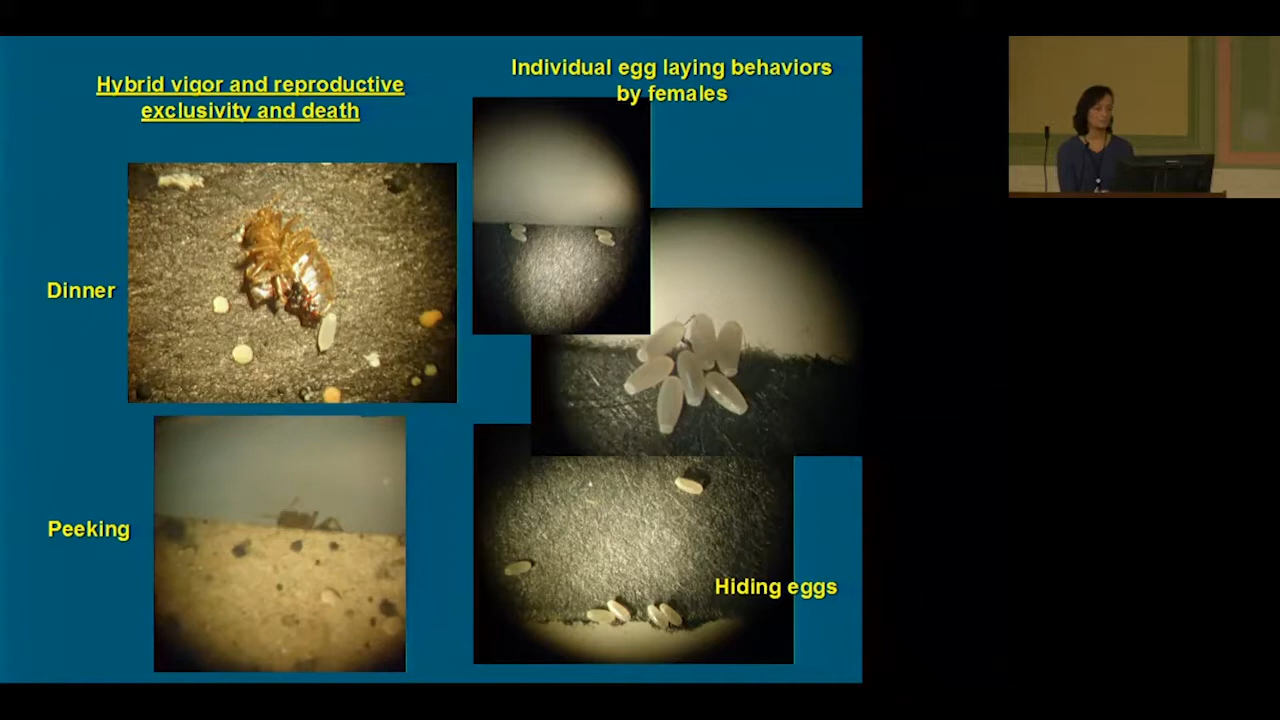 Hybrid vigor and reproductive
exclusivity and death
Individual egg laying behaviors
by females
Dinner
Peeking
Hiding eggs